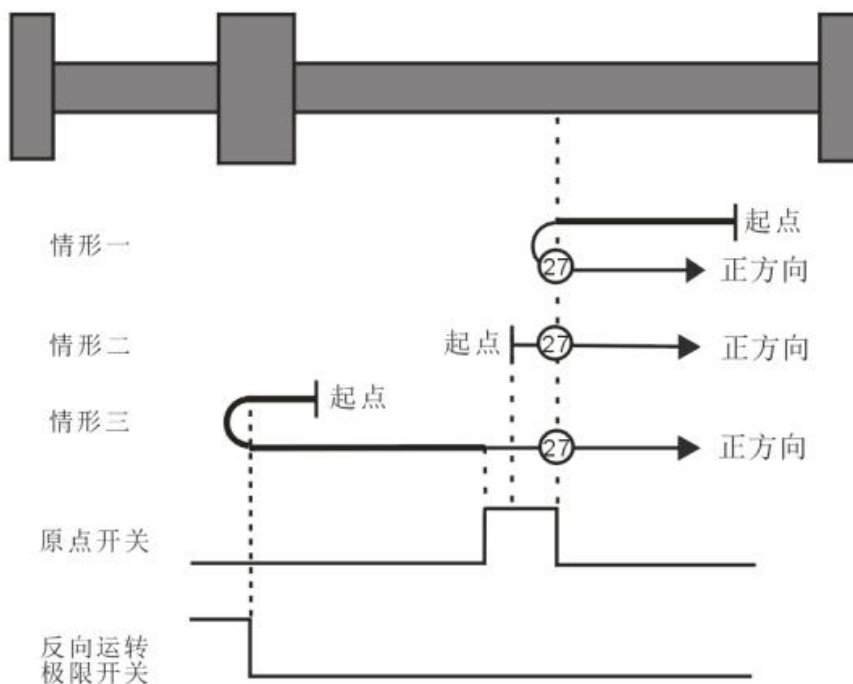 情形一
起点
27
正方向
情形二
起点
27
正方向
情形三
起点
27
正方向
原点开关
反向运转
极限开关